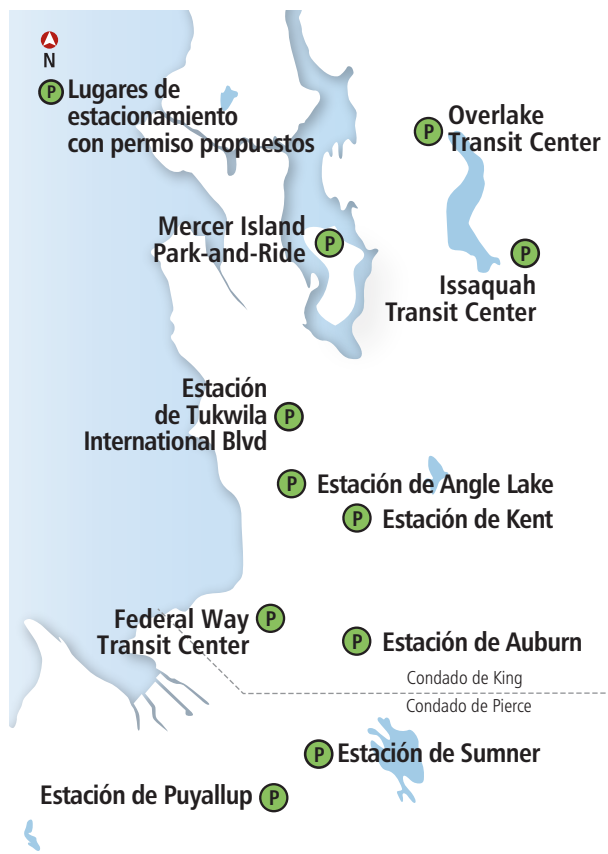 N
P Lugares de
estacionamiento
con permiso propuestos
P Overlake
Transit Center
Mercer Island
Park-and-Ride P
P
Issaquah
Transit Center
Estación
de Tukwila
International Blvd
P
P Estación de Angle Lake
P Estación de Kent
Federal Way
Transit Center
P
P Estación de Auburn
Condado de King
Condado de Pierce
P Estación de Sumner
Estación de Puyallup P